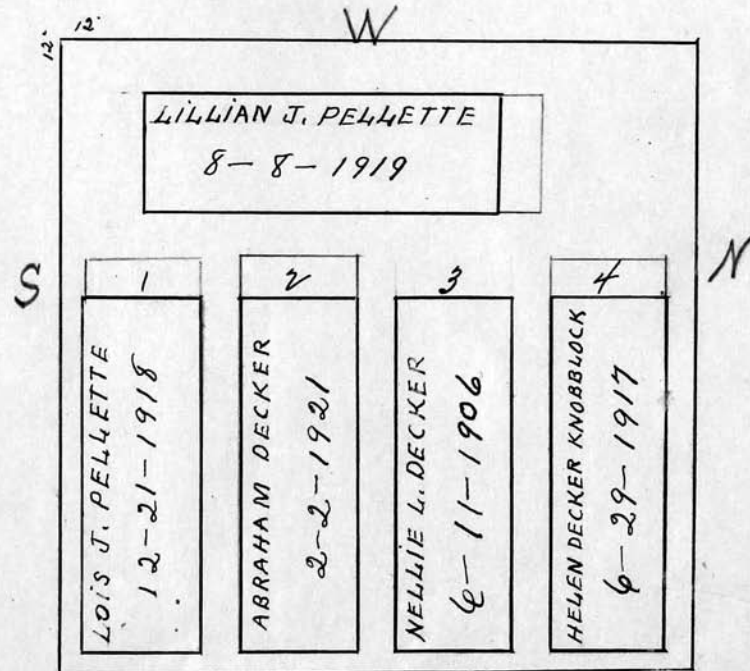 12'
12'
W
LILLIAN J. PELLETTE
8-8-1919
S
N
1
LOIS J. PELLETTE
12-21-1918
2
ABRAHAM DECKER
2-2-1921
3
NELLIE L. DECKER
6-11-1906
4
HELEN DECKER KNOBBLOCK
6-29-1917